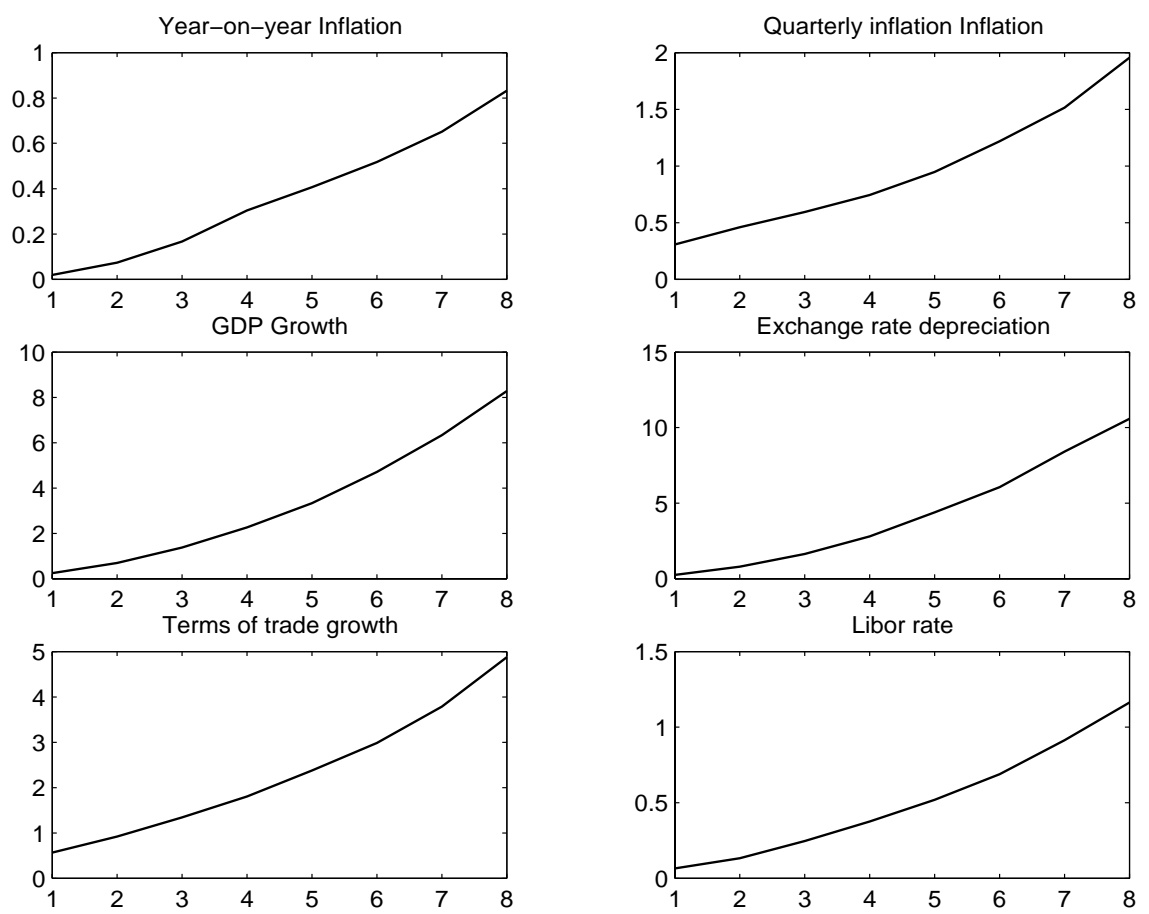 Year−on−year Inflation
1
0.8
0.6
0.4
0.2
0
1 2 3 4 5 6 7 8
Quarterly inflation Inflation
2
1.5
1
0.5
0
1 2 3 4 5 6 7 8
GDP Growth
10
8
6
4
2
0
1 2 3 4 5 6 7 8
Exchange rate depreciation
15
10
5
0
1 2 3 4 5 6 7 8
Terms of trade growth
5
4
3
2
1
0
1 2 3 4 5 6 7 8
Libor rate
1.5
1
0.5
0
1 2 3 4 5 6 7 8